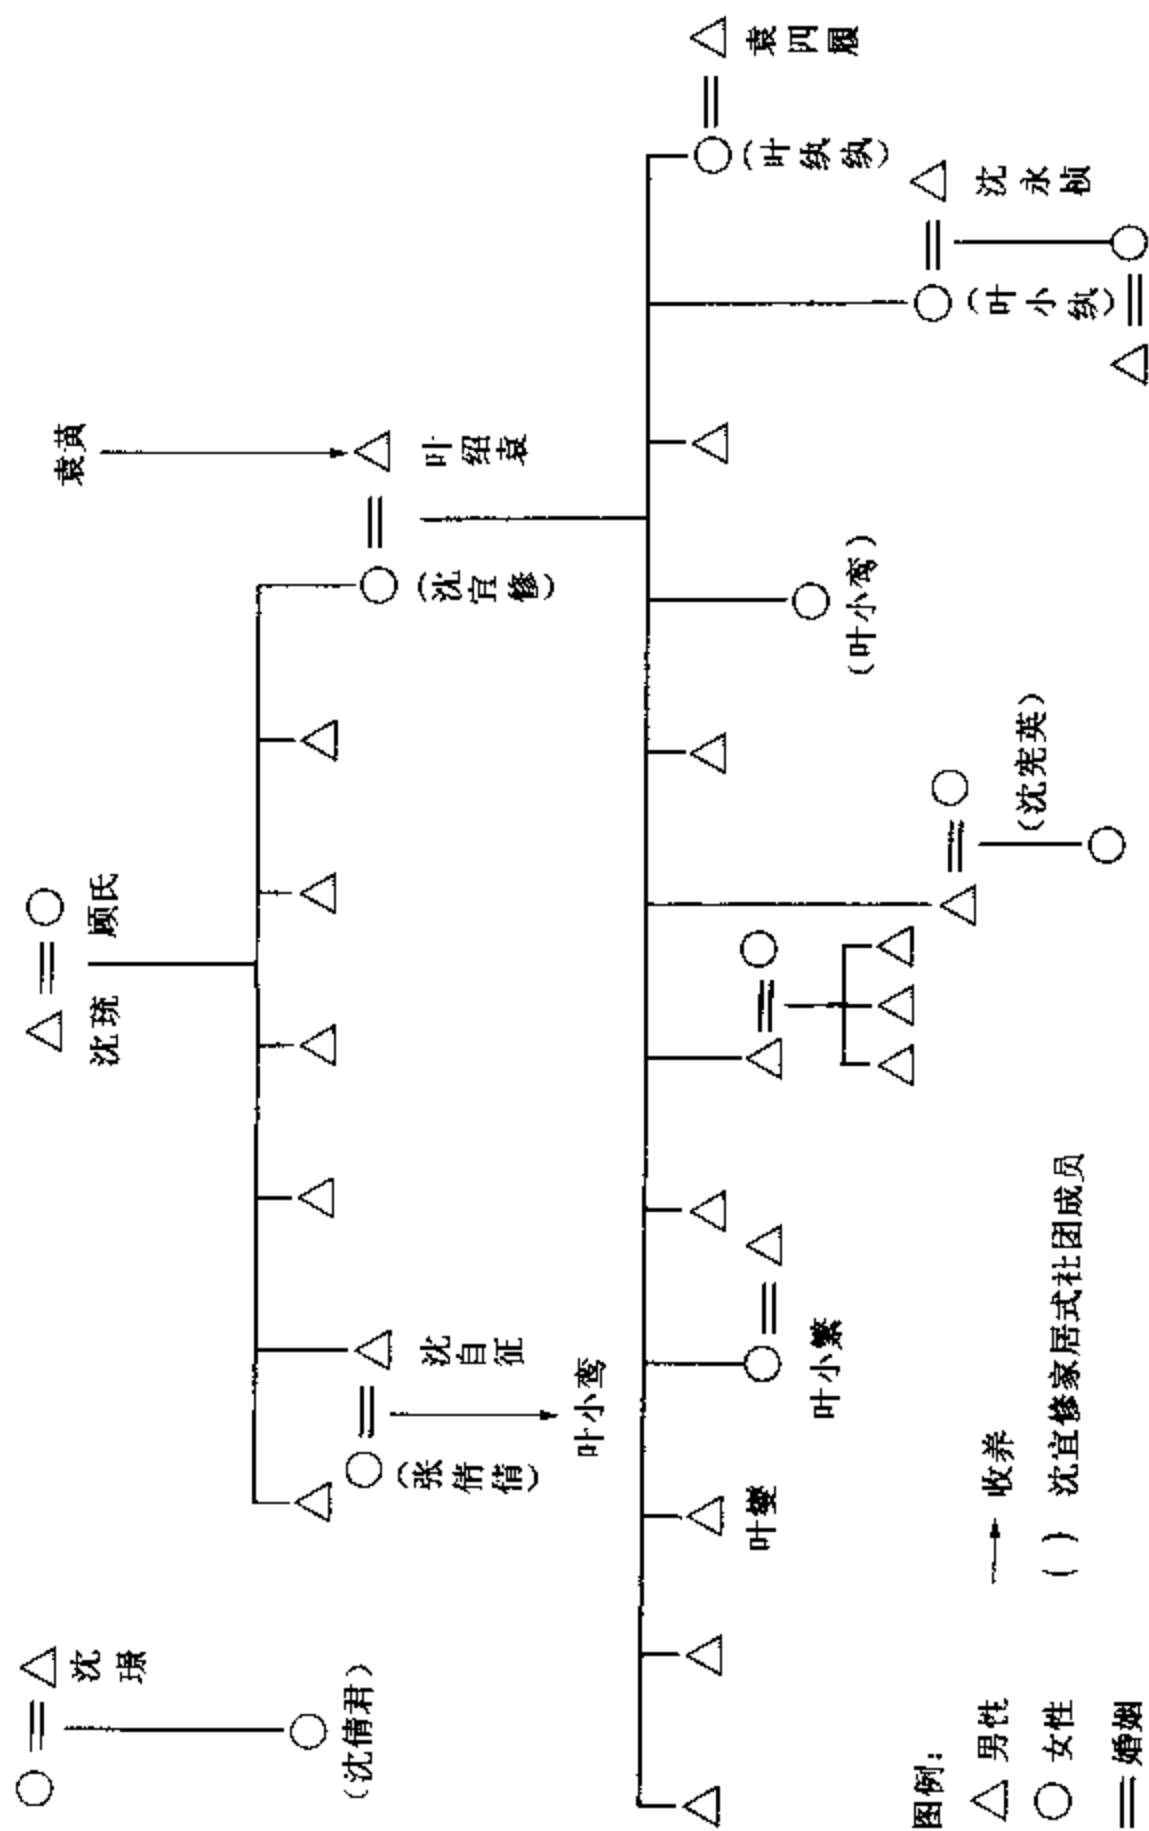 沈璟
(沈倩君)
沈珫
顾氏
袁黄
(张倩倩)
沈自征
(沈宜修)
叶绍袁
叶小鸾
叶燮
叶小繁
(沈宪英)
(叶小鸾)
(叶小纨)
沈永桢
(叶纨纨)
袁四履
图例:
男性
女性
婚姻
收养
( ) 沈宜修家居式社团成员